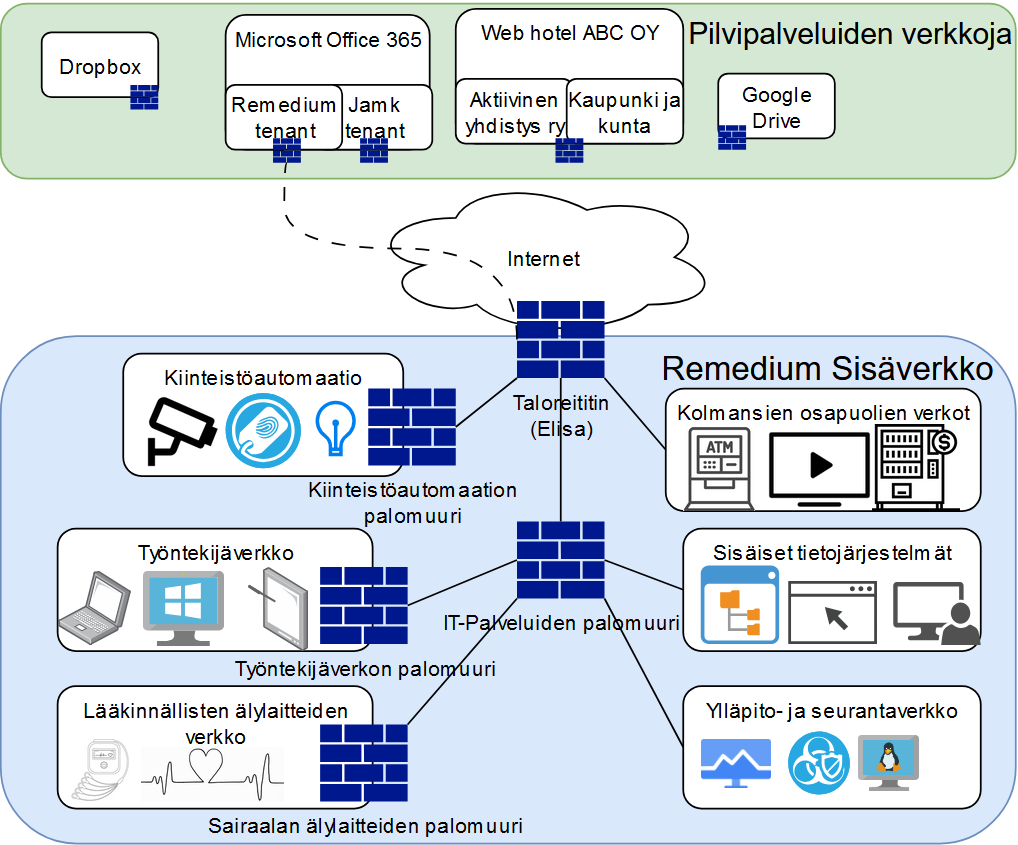 Pilvipalveluiden verkkoja
Dropbox
Microsoft Office 365
Remedium
tenant
Jamk
tenant
Web hotel ABC OY
Aktiivinen
yhdistys ry
Kaupunki ja
kunta
Google
Drive
Internet
Remedium Sisäverkko
Kiinteistöautomaatio
Kiinteistöautomaation
palomuuri
Taloreititin
(Elisa)
Kolmansien osapuolien verkot
ATM
$
Työntekijäverkko
Työntekijäverkon palomuuri
IT-Palveluiden palomuuri
Sisäiset tietojärjestelmät
Lääkinnällisten älylaitteiden
verkko
Sairaalan älylaitteiden palomuuri
Ylläpito- ja seurantaverkko